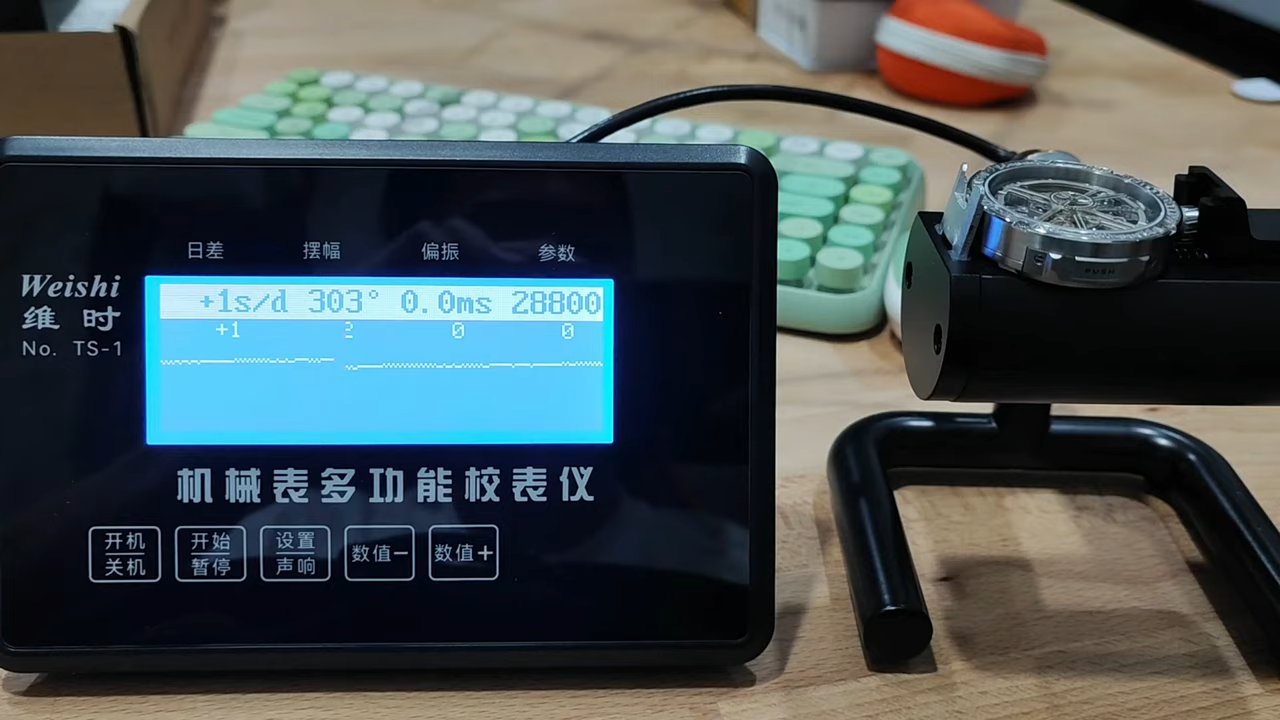 日差 摆幅 偏振 参数
Weishi
维 时
No. TS-1
+1s/d 303° 0.0ms 28800
+1 2 0 0
机械表多功能校表仪
开机 开始 设置 数值− 数值+
关机 暂停 声响
PUSH